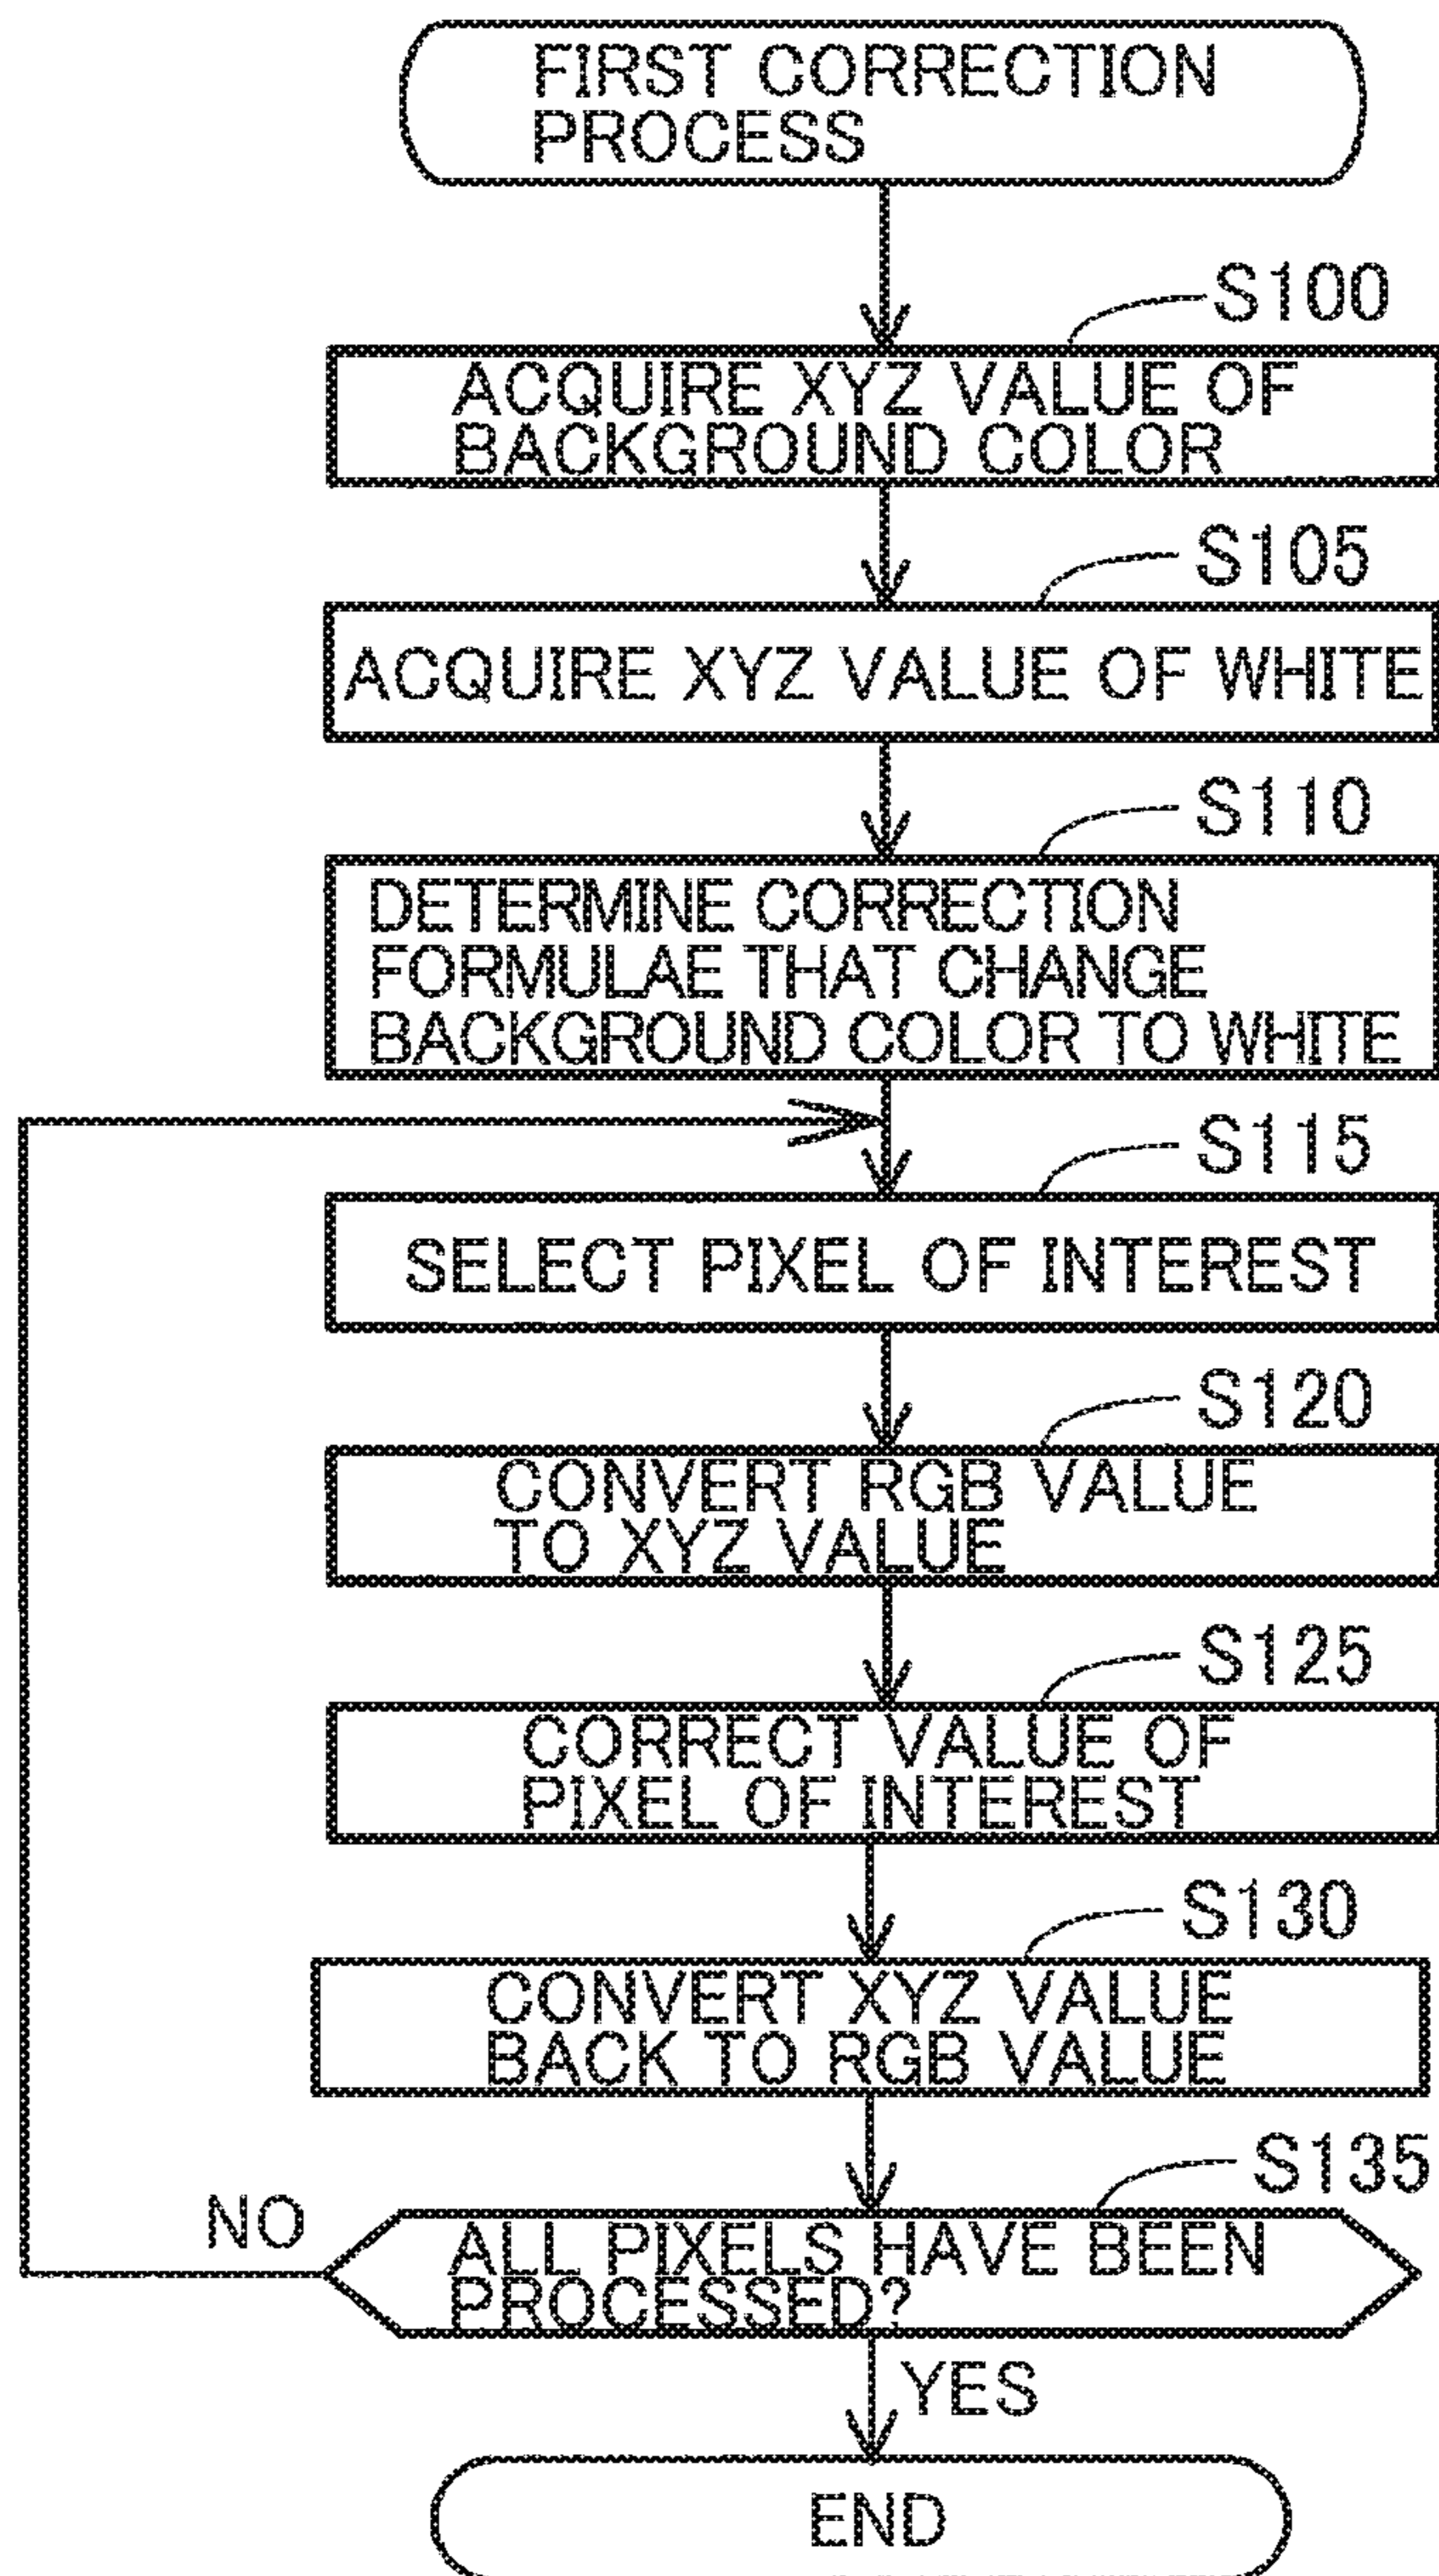 FIRST CORRECTION
PROCESS
S100
ACQUIRE XYZ VALUE OF
BACKGROUND COLOR
S105
ACQUIRE XYZ VALUE OF WHITE
S110
DETERMINE CORRECTION
FORMULAE THAT CHANGE
BACKGROUND COLOR TO WHITE
S115
SELECT PIXEL OF INTEREST
S120
CONVERT RGB VALUE
TO XYZ VALUE
S125
CORRECT VALUE OF
PIXEL OF INTEREST
S130
CONVERT XYZ VALUE
BACK TO RGB VALUE
S135
NO
ALL PIXELS HAVE BEEN
PROCESSED?
YES
END